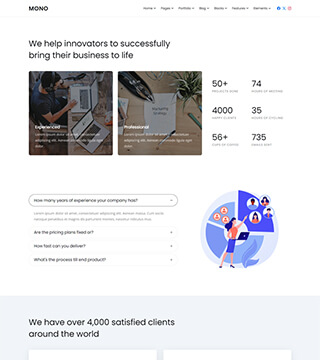 MONO
Home Pages Portfolio Blog Blocks Features Elements
We help innovators to successfully
bring their business to life
Experienced
Professional
50+
PROJECTS DONE
74
HOURS OF MEETING
4000
HAPPY CLIENTS
35
HOURS OF CYCLING
56+
CUPS OF COFFEE
735
EMAILS SENT
How many years of experience your company has?
Are the pricing plans fixed or?
How fast can you deliver?
What's the process till end product?
We have over 4,000 satisfied clients
around the world